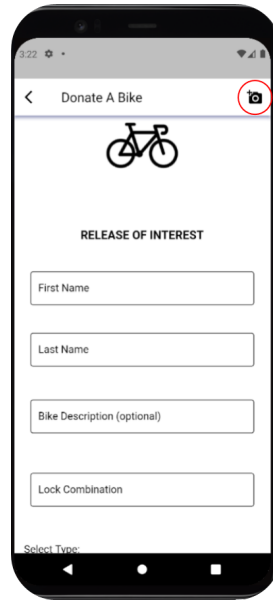 3:22
Donate A Bike
RELEASE OF INTEREST
First Name
Last Name
Bike Description (optional)
Lock Combination
Select Type: